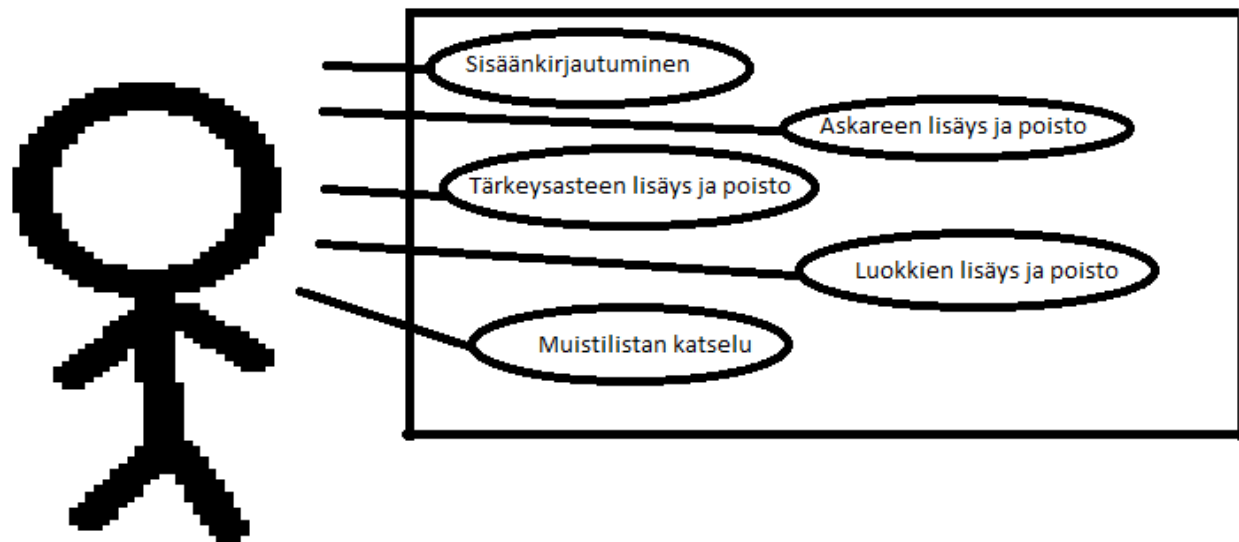 Sisäänkirjautuminen
Askareen lisäys ja poisto
Tärkeysasteen lisäys ja poisto
Luokkien lisäys ja poisto
Muistilistan katselu